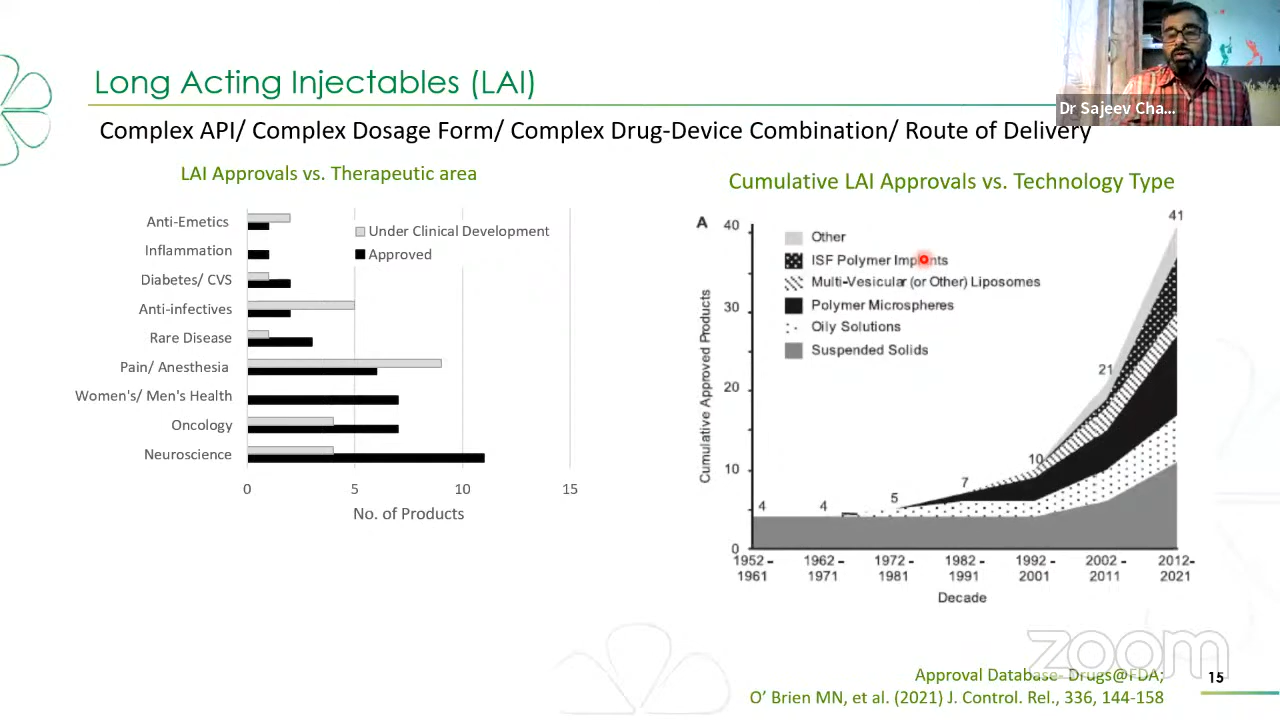 Long Acting Injectables (LAI)
Dr Sajeev Cha...
Complex API/ Complex Dosage Form/ Complex Drug-Device Combination/ Route of Delivery
LAI Approvals vs. Therapeutic area
Anti-Emetics
Inflammation
Diabetes/ CVS
Anti-infectives
Rare Disease
Pain/ Anesthesia
Women's/ Men's Health
Oncology
Neuroscience
Under Clinical Development
Approved
0 5 10 15
No. of Products
Cumulative LAI Approvals vs. Technology Type
A
Cumulative Approved Products
40
30
20
10
0
Other
ISF Polymer Implants
Multi-Vesicular (or Other) Liposomes
Polymer Microspheres
Oily Solutions
Suspended Solids
4 4 5 7 10 21 41
1952 - 1962 - 1972 - 1982 - 1992 - 2002 - 2012-
1961 1971 1981 1991 2001 2011 2021
Decade
zoom
Approval Database- Drugs@FDA;
O' Brien MN, et al. (2021) J. Control. Rel., 336, 144-158
15